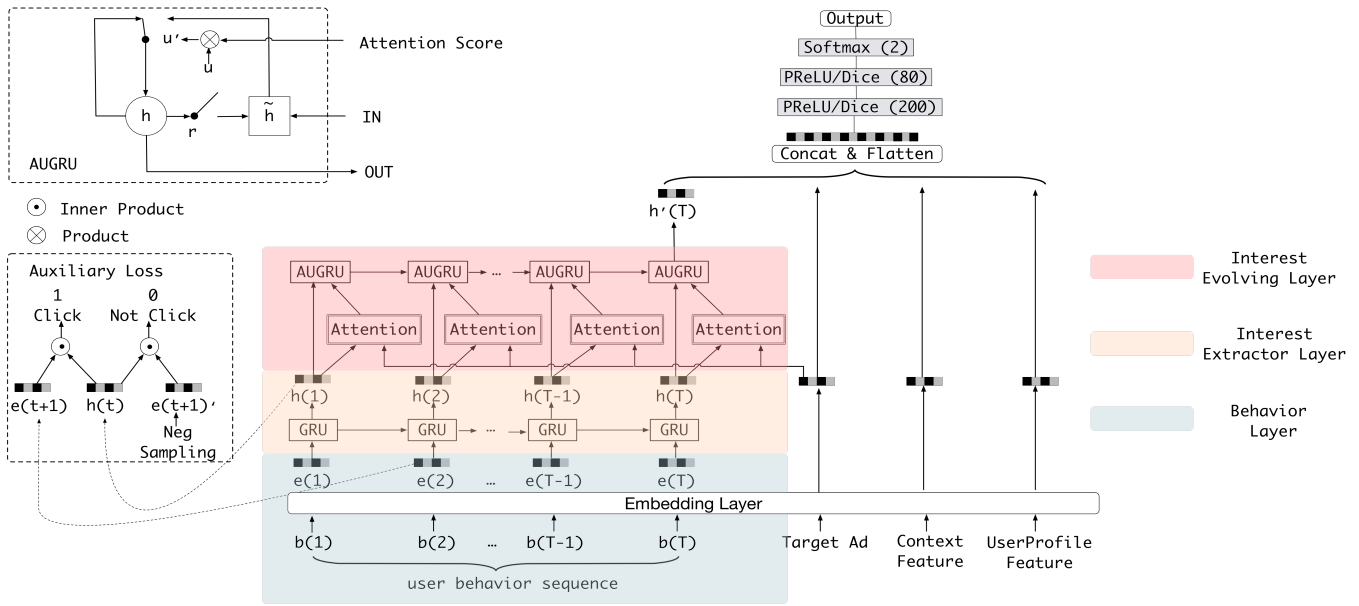 Output
Softmax (2)
PReLU/Dice (80)
PReLU/Dice (200)
Concat & Flatten
u′
u
Attention Score
h
r
h̃
IN
AUGRU
OUT
Inner Product
Product
h′(T)
Auxiliary Loss
1
0
Click
Not Click
e(t+1)
h(t)
e(t+1)′
Neg
Sampling
AUGRU
AUGRU
...
AUGRU
AUGRU
Attention
Attention
Attention
Attention
h(1)
h(2)
h(T-1)
h(T)
GRU
GRU
...
GRU
GRU
e(1)
e(2)
...
e(T-1)
e(T)
Embedding Layer
b(1)
b(2)
...
b(T-1)
b(T)
Target Ad
Context
Feature
UserProfile
Feature
user behavior sequence
Interest
Evolving Layer
Interest
Extractor Layer
Behavior
Layer